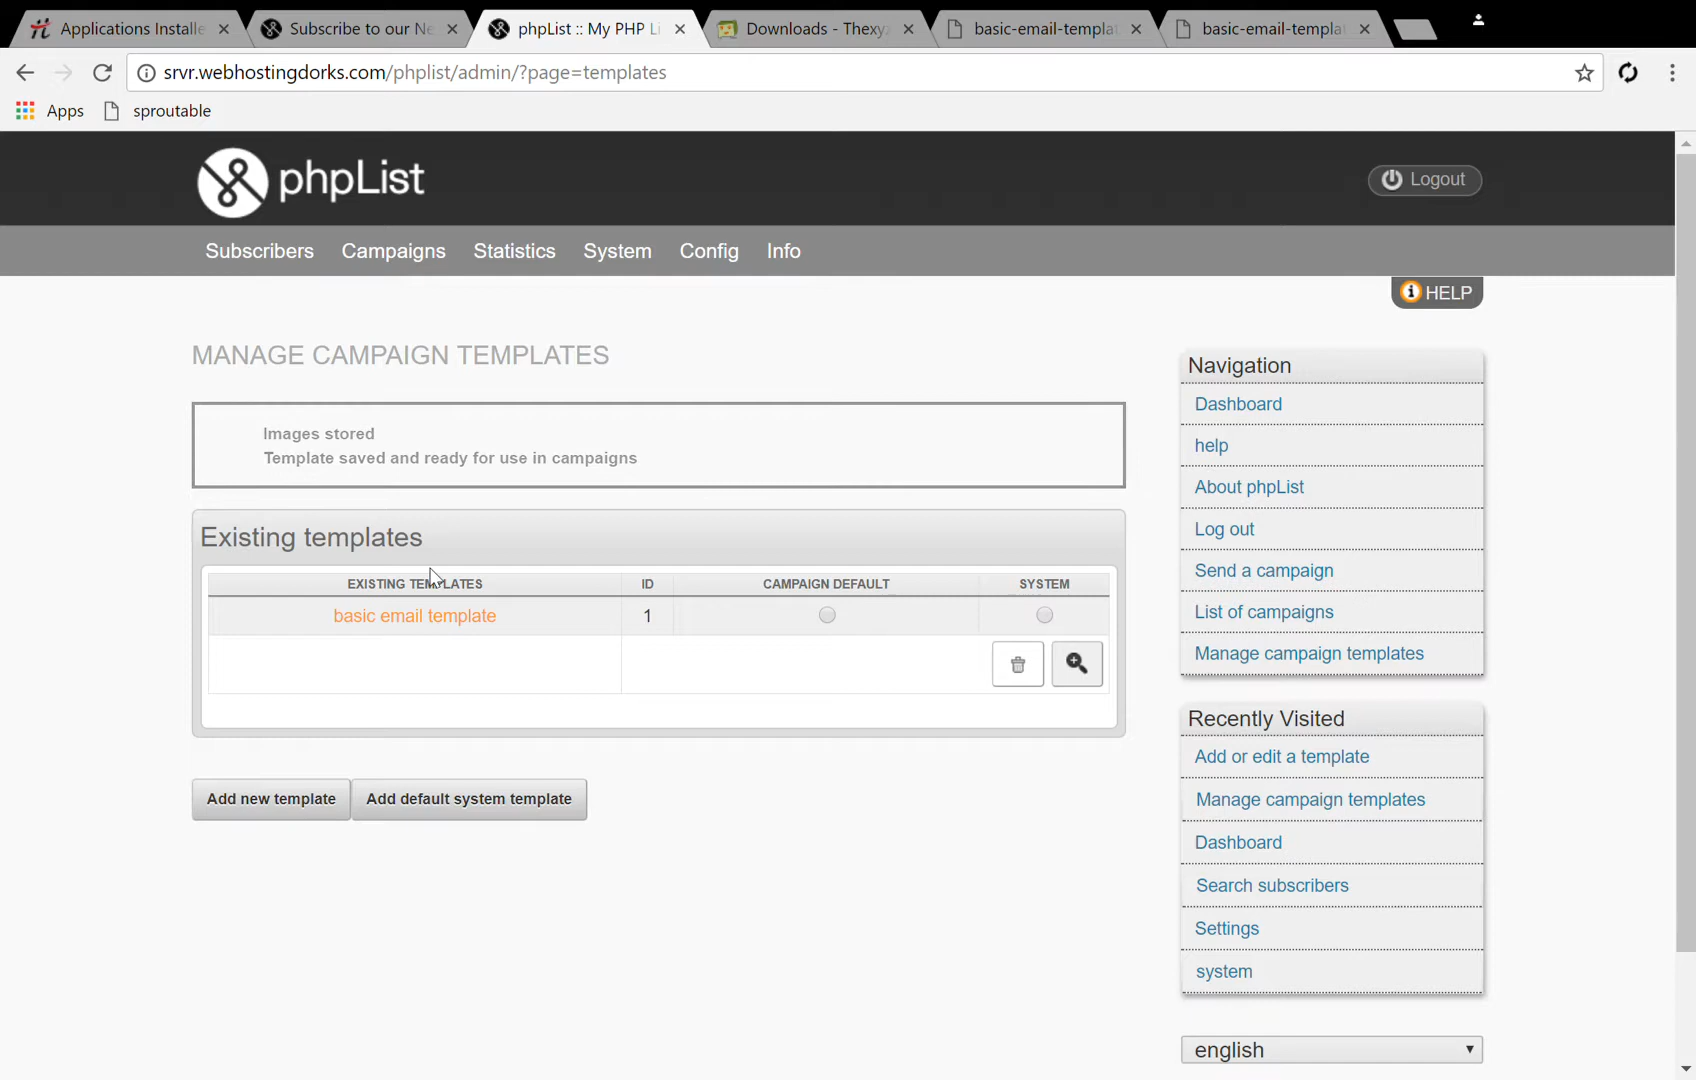 Applications Installe
Subscribe to our Ne
phpList :: My PHP Li
Downloads - Thexyz
basic-email-templat
basic-email-templat
srvr.webhostingdorks.com/phplist/admin/?page=templates
Apps
sproutable
phpList
Logout
Subscribers Campaigns Statistics System Config Info
HELP
MANAGE CAMPAIGN TEMPLATES
Images stored
Template saved and ready for use in campaigns
Existing templates
EXISTING TEMPLATES ID CAMPAIGN DEFAULT SYSTEM
basic email template 1
Add new template
Add default system template
Navigation
Dashboard
help
About phpList
Log out
Send a campaign
List of campaigns
Manage campaign templates
Recently Visited
Add or edit a template
Manage campaign templates
Dashboard
Search subscribers
Settings
system
english